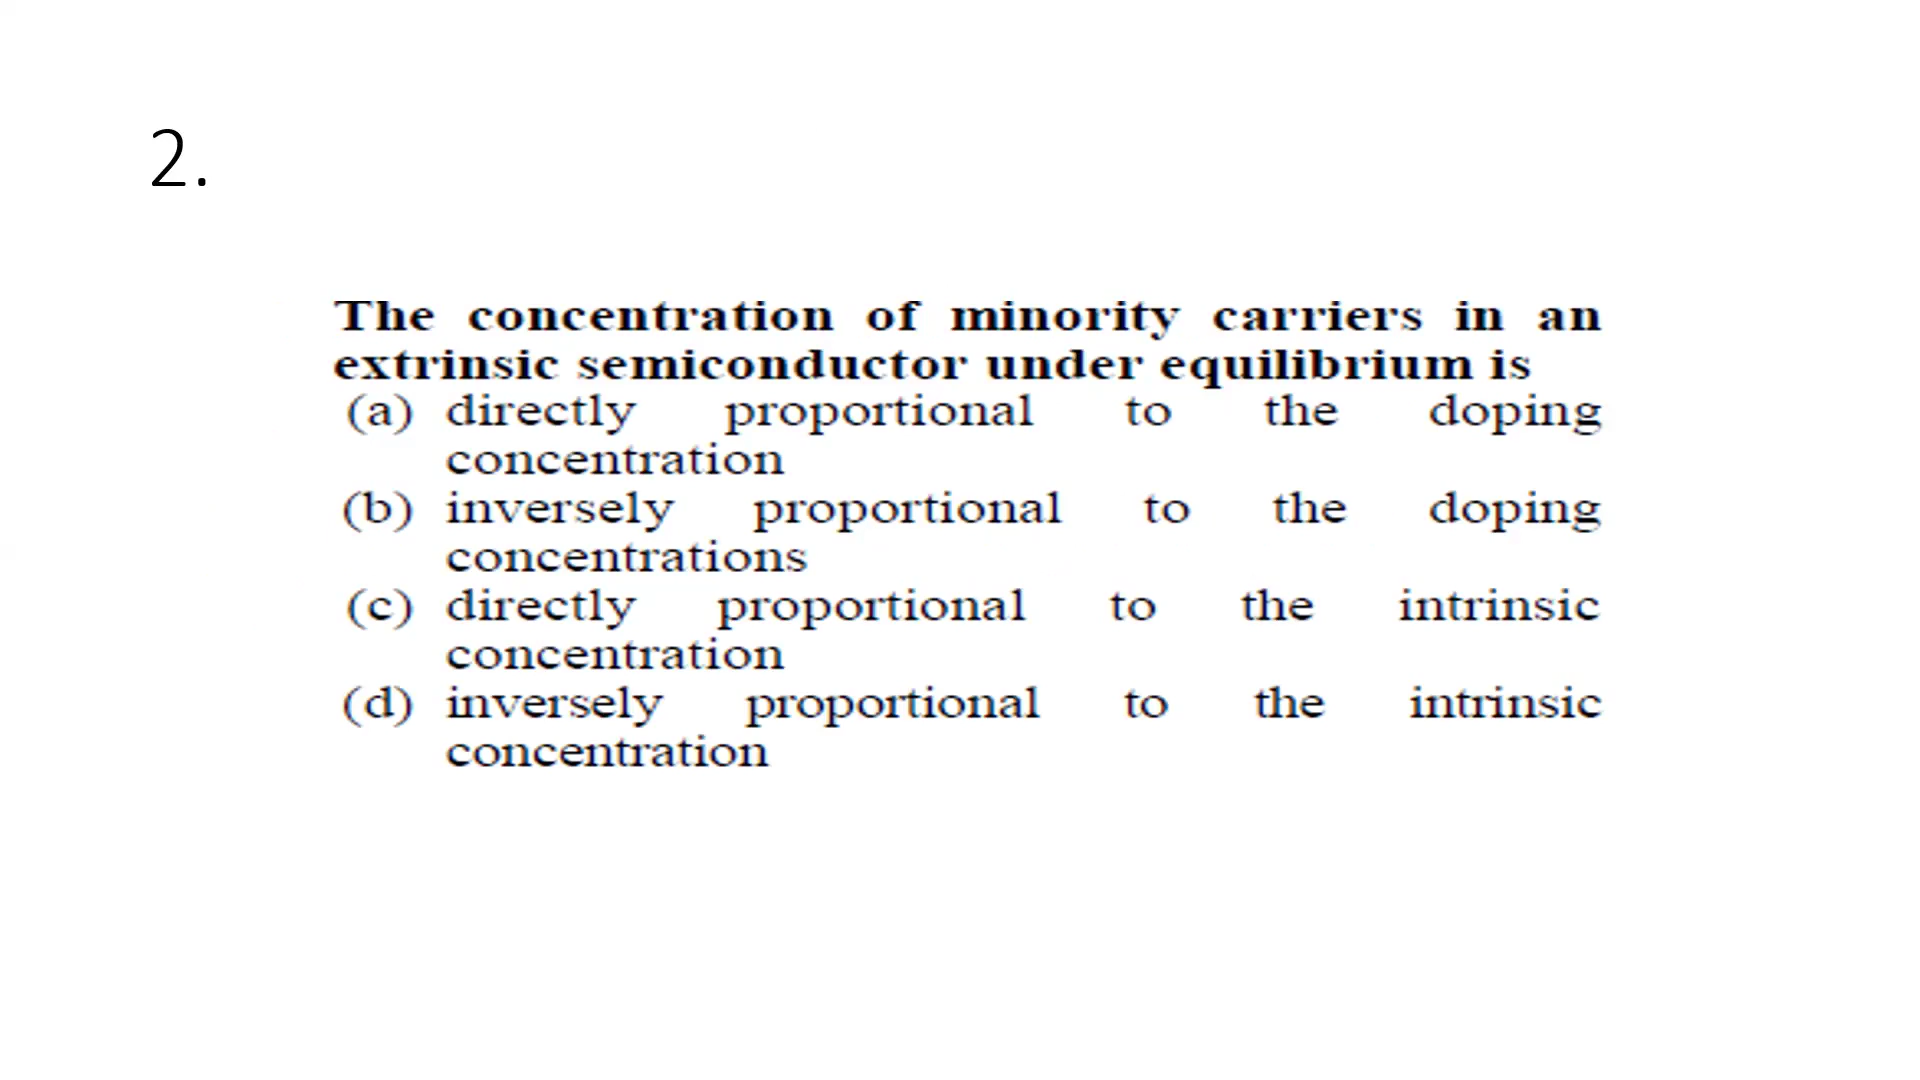 2.
The concentration of minority carriers in an
extrinsic semiconductor under equilibrium is
(a) directly proportional to the doping
concentration
(b) inversely proportional to the doping
concentrations
(c) directly proportional to the intrinsic
concentration
(d) inversely proportional to the intrinsic
concentration